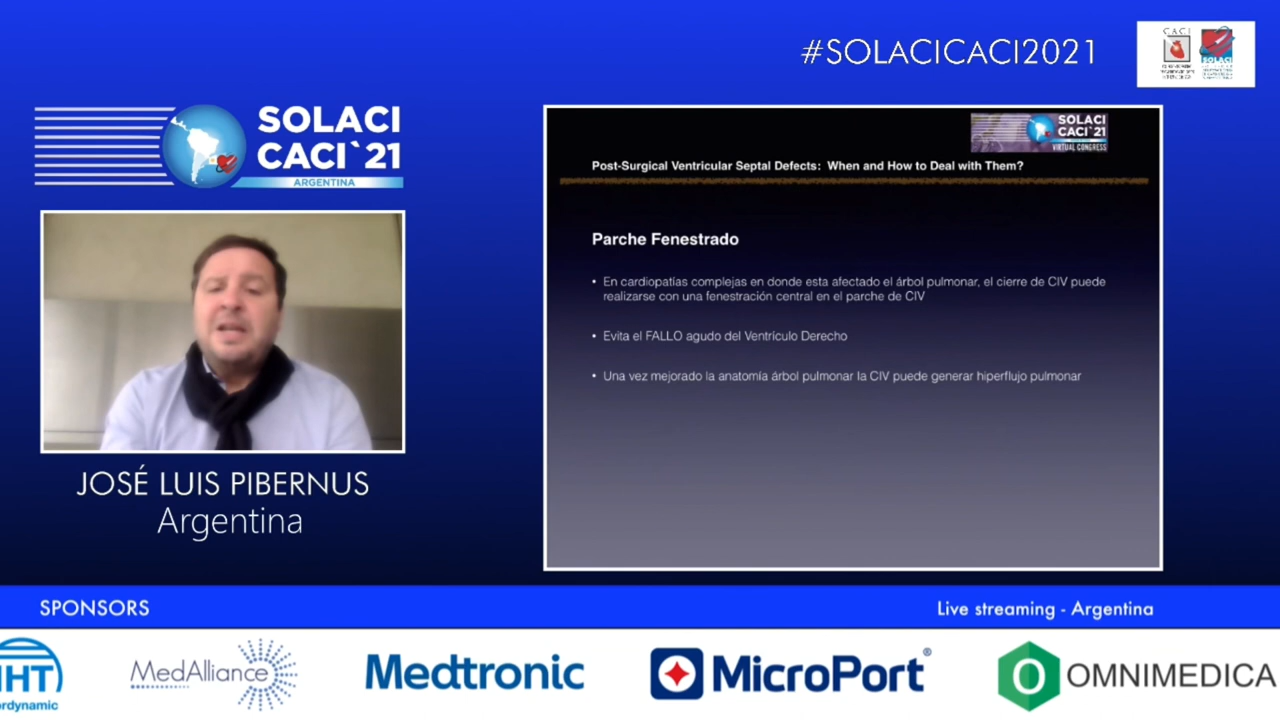 #SOLACICACI2021
SOLACI
CACI`21
ARGENTINA
SOLACI
CACI`21
VIRTUAL CONGRESS
Post-Surgical Ventricular Septal Defects: When and How to Deal with Them?
Parche Fenestrado
• En cardiopatías complejas en donde esta afectado el árbol pulmonar, el cierre de CIV puede
realizarse con una fenestración central en el parche de CIV
• Evita el FALLO agudo del Ventrículo Derecho
• Una vez mejorado la anatomía árbol pulmonar la CIV puede generar hiperflujo pulmonar
JOSÉ LUIS PIBERNUS
Argentina
SPONSORS
Live streaming - Argentina
MedAlliance
Medtronic
MicroPort®
OMNIMEDICA